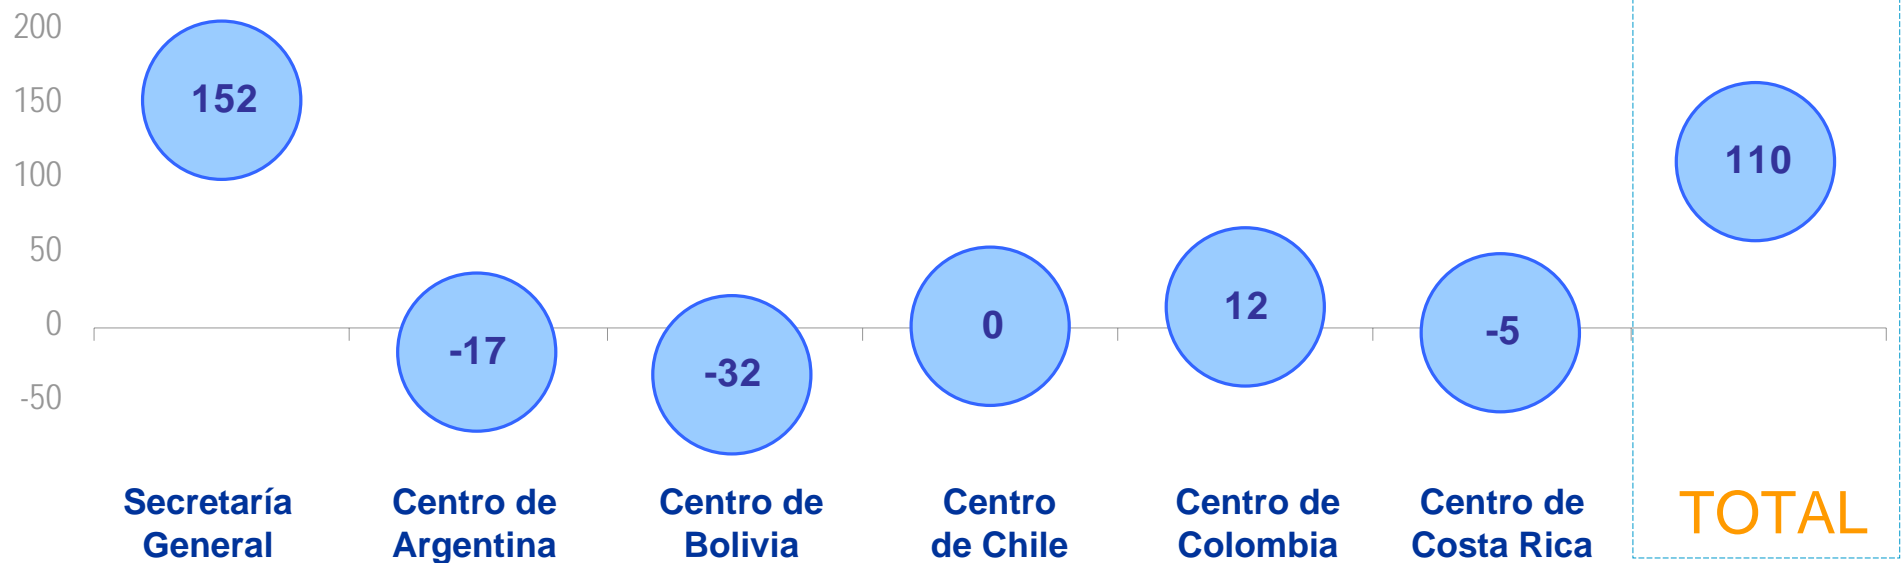 200
150
100
50
0
-50
152
-17
-32
0
12
-5
110
Secretaría
General
Centro de
Argentina
Centro de
Bolivia
Centro
de Chile
Centro de
Colombia
Centro de
Costa Rica
TOTAL